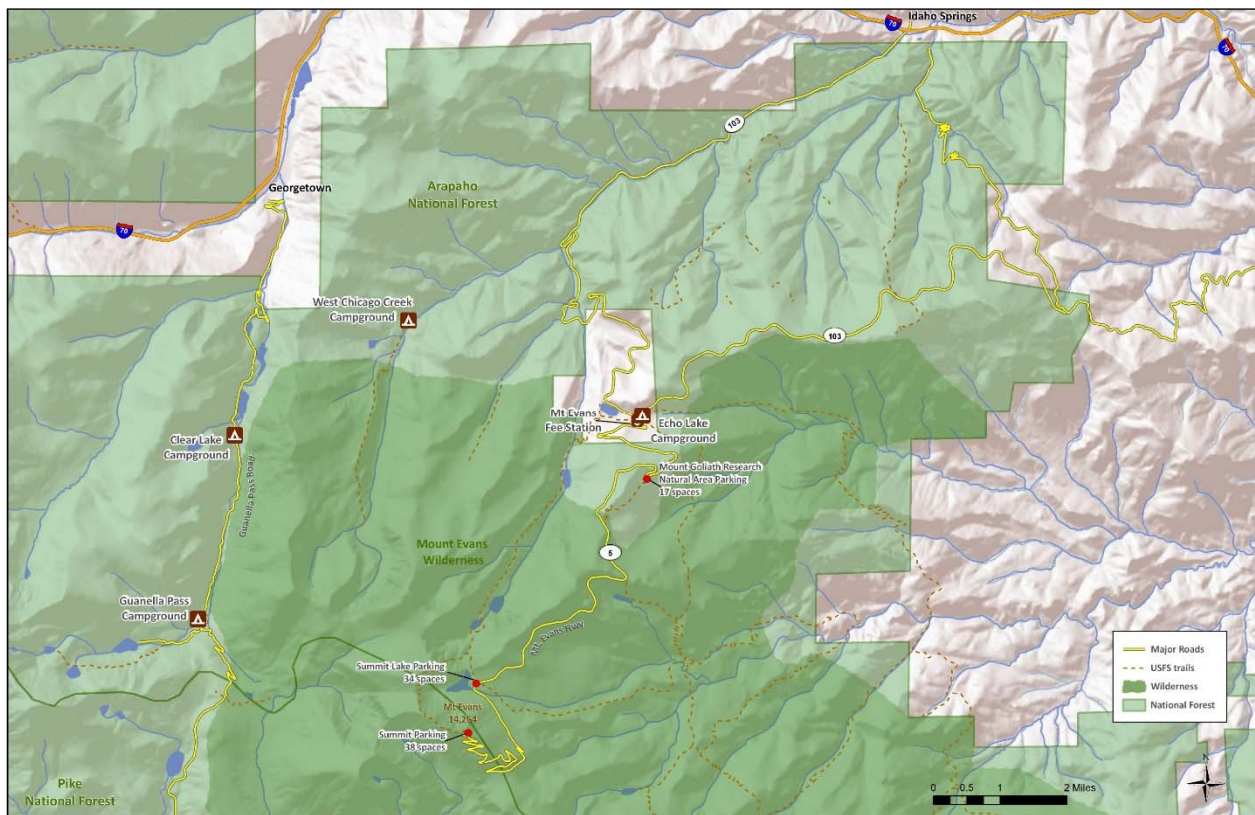 Idaho Springs
70
70
103
Georgetown
Arapaho
National Forest
70
West Chicago Creek
Campground
103
Mt Evans
Fee Station
Echo Lake
Campground
Clear Lake
Campground
Mount Goliath Research
Natural Area Parking
17 spaces
Guanella Pass Road
Mount Evans
Wilderness
5
Guanella Pass
Campground
Mt. Evans Hwy
Summit Lake Parking
34 spaces
Mt Evans
14,264
Summit Parking
38 spaces
Pike
National Forest
Major Roads
USFS trails
Wilderness
National Forest
N
0 0.5 1 2 Miles